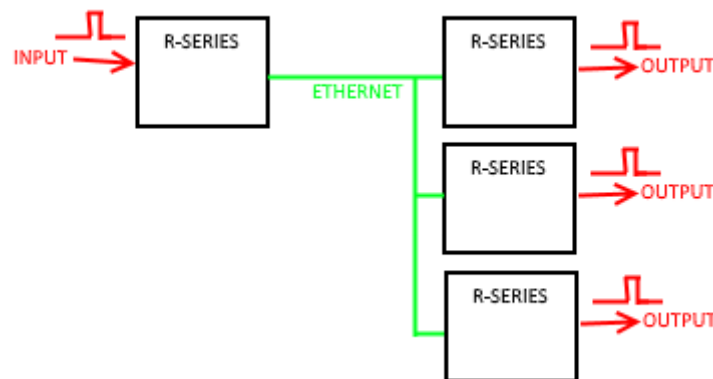 R-SERIES
INPUT
ETHERNET
R-SERIES
OUTPUT
R-SERIES
OUTPUT
R-SERIES
OUTPUT